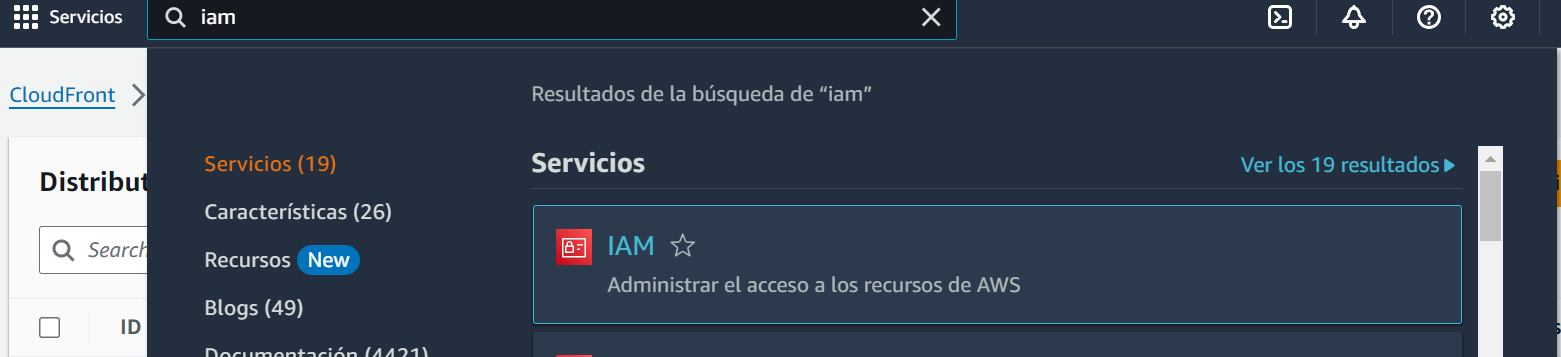 Servicios
iam
CloudFront
Resultados de la búsqueda de “iam”
Distribut
Search
ID
Servicios (19)
Características (26)
Recursos New
Blogs (49)
Documentación (4421)
Servicios
Ver los 19 resultados
IAM
Administrar el acceso a los recursos de AWS